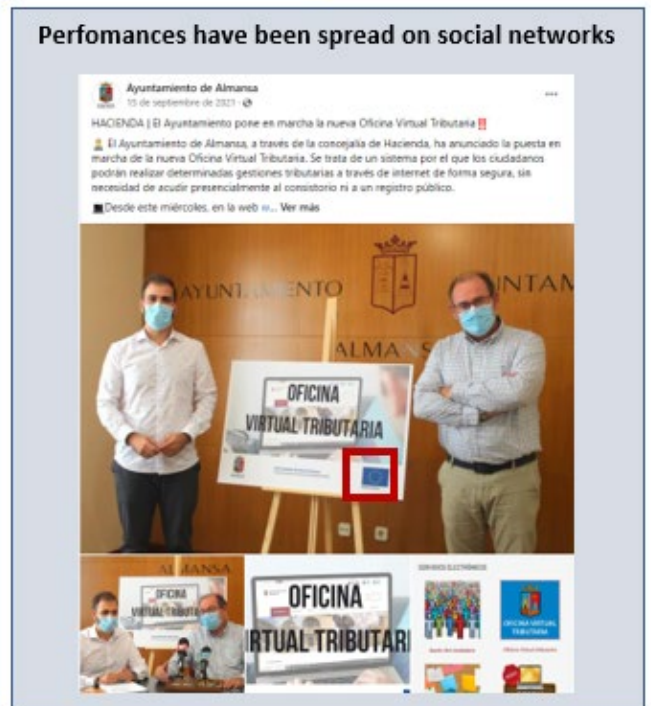 Perfomances have been spread on social networks
Ayuntamiento de Almansa
15 de septiembre de 2021
HACIENDA | El Ayuntamiento pone en marcha la nueva Oficina Virtual Tributaria‼️
El Ayuntamiento de Almansa, a través de la concejalía de Hacienda, ha anunciado la puesta en
marcha de la nueva Oficina Virtual Tributaria. Se trata de un sistema por el que los ciudadanos
podrán realizar determinadas gestiones tributarias a través de internet de forma segura, sin
necesidad de acudir presencialmente al consistorio ni a un registro público.
Desde este miércoles, en la web w... Ver más
ALMA
OFICINA
VIRTUAL TRIBUTARIA
ALMANSA
OFICINA
OFICINA
RTUAL TRIBUTARI
SERVICIOS ELECTRÓNICOS
OFICINA VIRTUAL
TRIBUTARIA